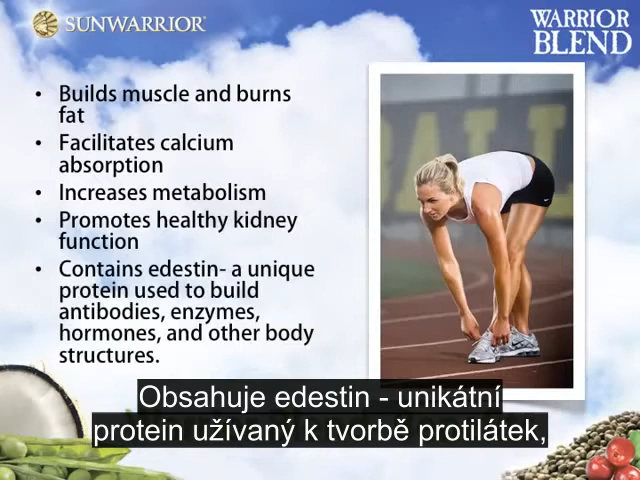 SUNWARRIOR
WARRIOR
BLEND
• Builds muscle and burns
fat
• Facilitates calcium
absorption
• Increases metabolism
• Promotes healthy kidney
function
• Contains edestin- a unique
protein used to build
antibodies, enzymes,
hormones, and other body
structures.
Obsahuje edestin - unikátní
protein užívaný k tvorbě protilátek,